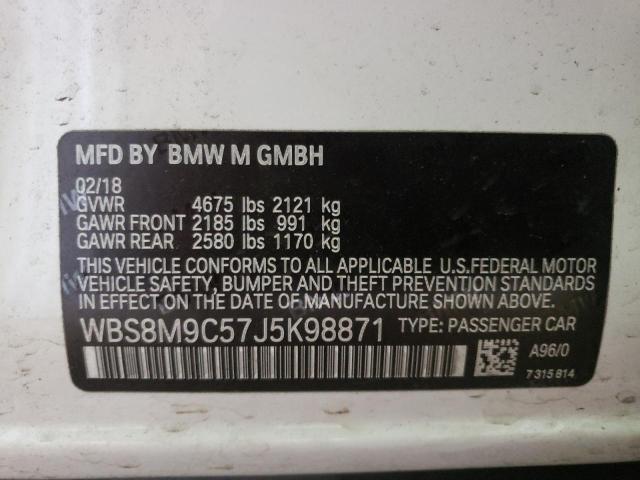 MFD BY BMW M GMBH
02/18
GVWR 4675 lbs 2121 kg
GAWR FRONT 2185 lbs 991 kg
GAWR REAR 2580 lbs 1170 kg
THIS VEHICLE CONFORMS TO ALL APPLICABLE U.S.FEDERAL MOTOR
VEHICLE SAFETY, BUMPER AND THEFT PREVENTION STANDARDS
IN EFFECT ON THE DATE OF MANUFACTURE SHOWN ABOVE.
WBS8M9C57J5K98871 TYPE: PASSENGER CAR
A96/0
7 315 814